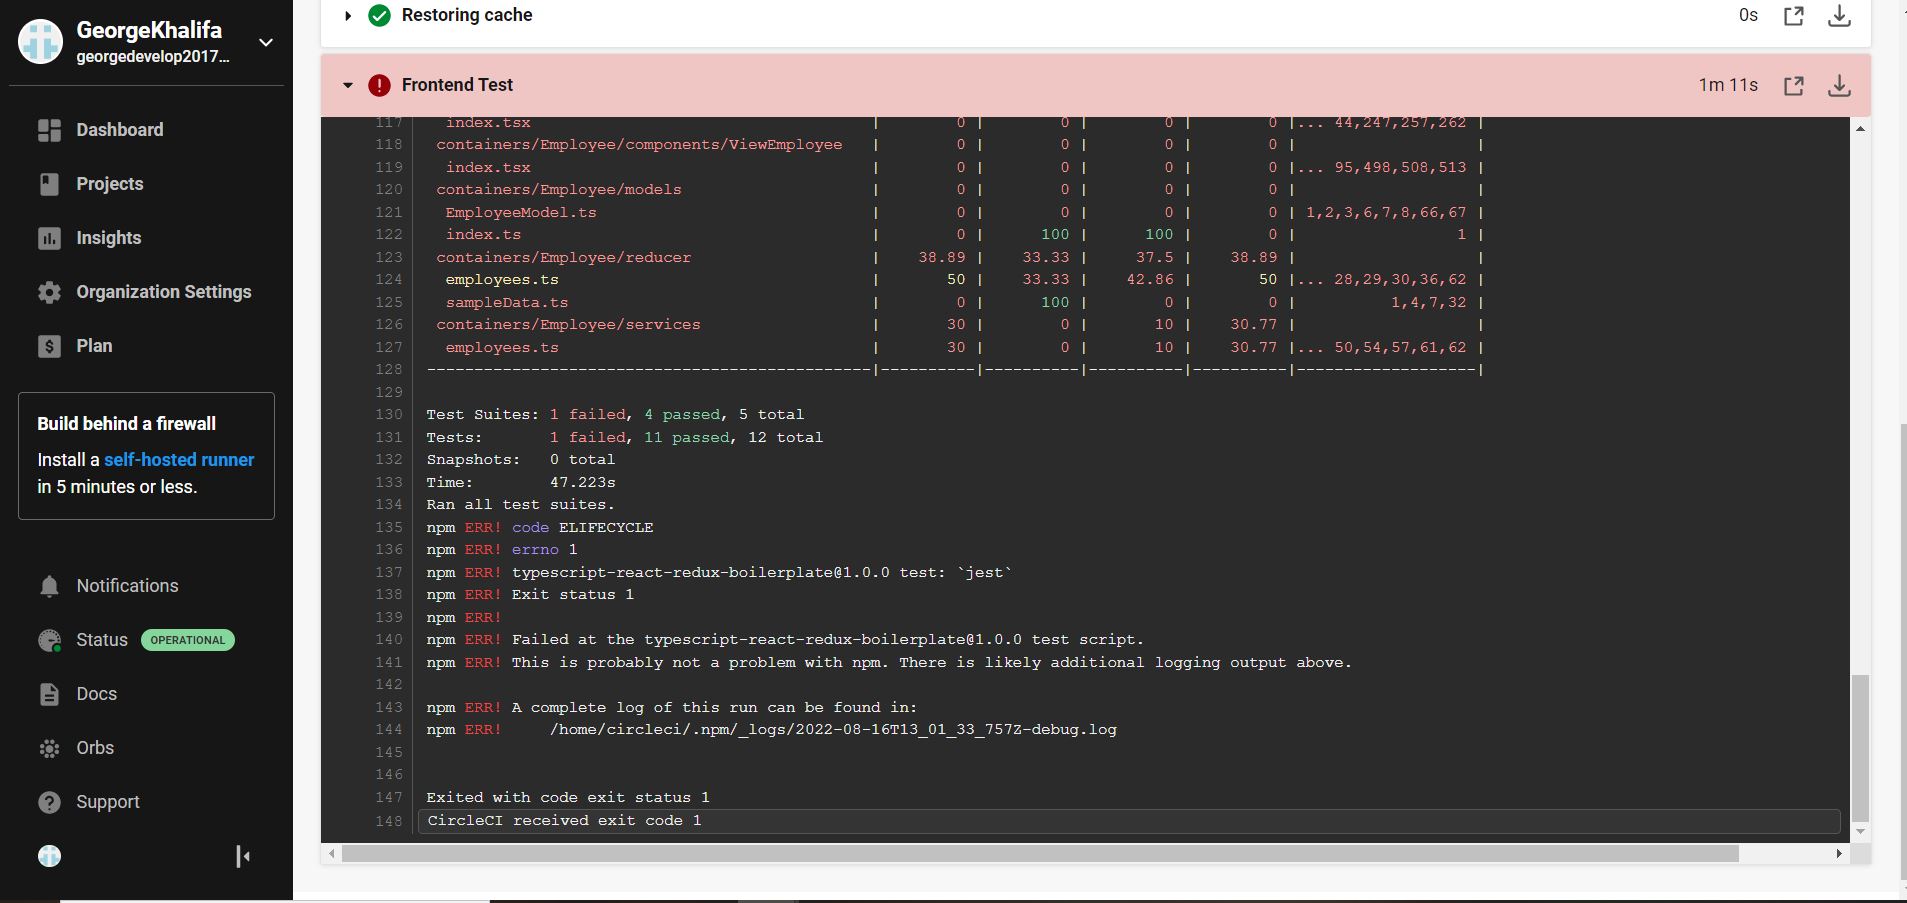 GeorgeKhalifa
georgedevelop2017...
Dashboard
Projects
Insights
Organization Settings
Plan
Build behind a firewall
Install a self-hosted runner
in 5 minutes or less.
Notifications
Status OPERATIONAL
Docs
Orbs
Support
Restoring cache 0s
Frontend Test 1m 11s
117 index.tsx | 0 | 0 | 0 | 0 |... 44,247,257,262 |
118 containers/Employee/components/ViewEmployee | 0 | 0 | 0 | 0 | |
119 index.tsx | 0 | 0 | 0 | 0 |... 95,498,508,513 |
120 containers/Employee/models | 0 | 0 | 0 | 0 | |
121 EmployeeModel.ts | 0 | 0 | 0 | 0 | 1,2,3,6,7,8,66,67 |
122 index.ts | 0 | 100 | 100 | 0 | 1 |
123 containers/Employee/reducer | 38.89 | 33.33 | 37.5 | 38.89 | |
124 employees.ts | 50 | 33.33 | 42.86 | 50 |... 28,29,30,36,62 |
125 sampleData.ts | 0 | 100 | 0 | 0 | 1,4,7,32 |
126 containers/Employee/services | 30 | 0 | 10 | 30.77 | |
127 employees.ts | 30 | 0 | 10 | 30.77 |... 50,54,57,61,62 |
128 -----------------------------------------------|----------|----------|----------|----------|-------------------|
129
130 Test Suites: 1 failed, 4 passed, 5 total
131 Tests: 1 failed, 11 passed, 12 total
132 Snapshots: 0 total
133 Time: 47.223s
134 Ran all test suites.
135 npm ERR! code ELIFECYCLE
136 npm ERR! errno 1
137 npm ERR! typescript-react-redux-boilerplate@1.0.0 test: `jest`
138 npm ERR! Exit status 1
139 npm ERR!
140 npm ERR! Failed at the typescript-react-redux-boilerplate@1.0.0 test script.
141 npm ERR! This is probably not a problem with npm. There is likely additional logging output above.
142
143 npm ERR! A complete log of this run can be found in:
144 npm ERR! /home/circleci/.npm/_logs/2022-08-16T13_01_33_757Z-debug.log
145
146
147 Exited with code exit status 1
148 CircleCI received exit code 1